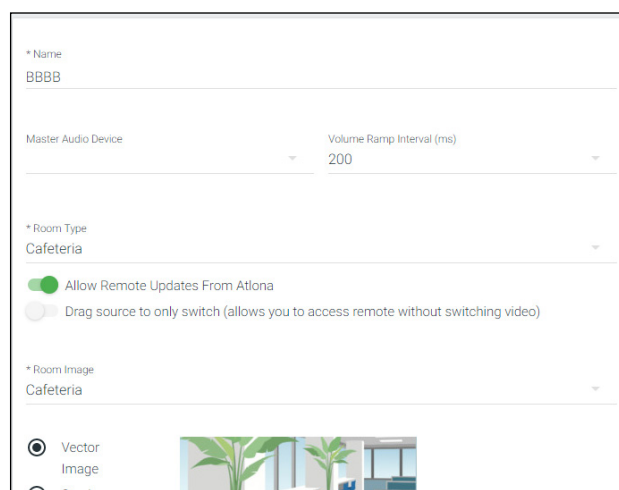 * Name
BBBB
Master Audio Device
Volume Ramp Interval (ms)
200
* Room Type
Cafeteria
Allow Remote Updates From Atlona
Drag source to only switch (allows you to access remote without switching video)
* Room Image
Cafeteria
Vector
Image